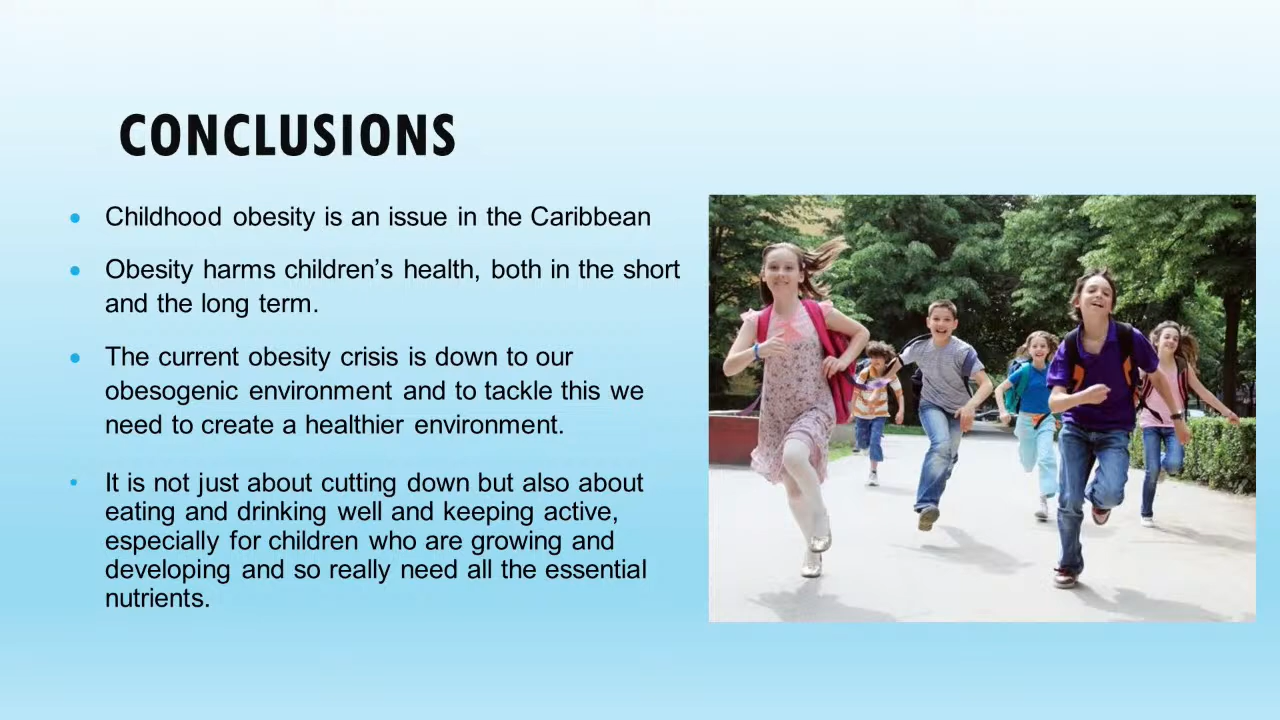 CONCLUSIONS
• Childhood obesity is an issue in the Caribbean
• Obesity harms children’s health, both in the short
and the long term.
• The current obesity crisis is down to our
obesogenic environment and to tackle this we
need to create a healthier environment.
• It is not just about cutting down but also about
eating and drinking well and keeping active,
especially for children who are growing and
developing and so really need all the essential
nutrients.